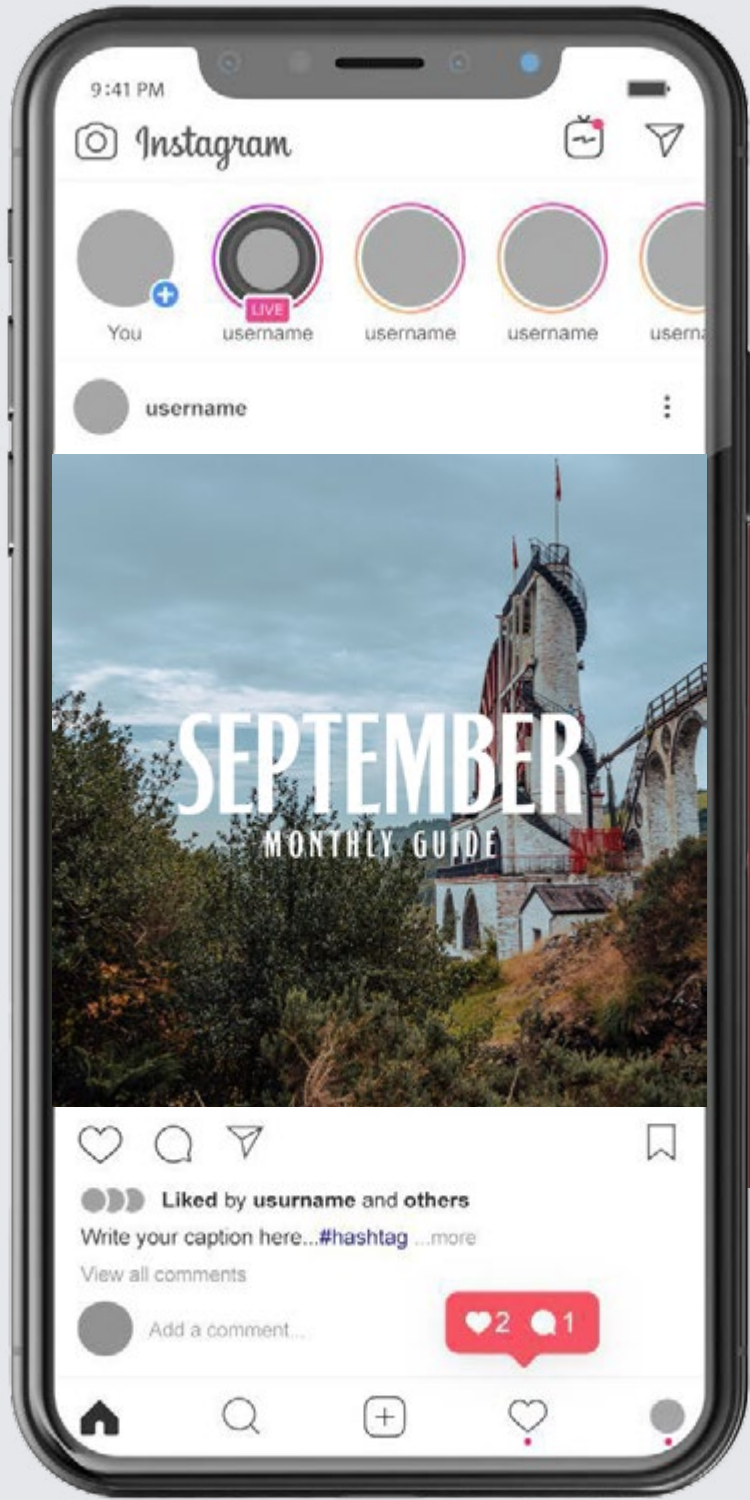 9:41 PM
Instagram
LIVE
You username username username userna
username
SEPTEMBER
MONTHLY GUIDE
Liked by usurname and others
Write your caption here...#hashtag ...more
View all comments
Add a comment...
2 1